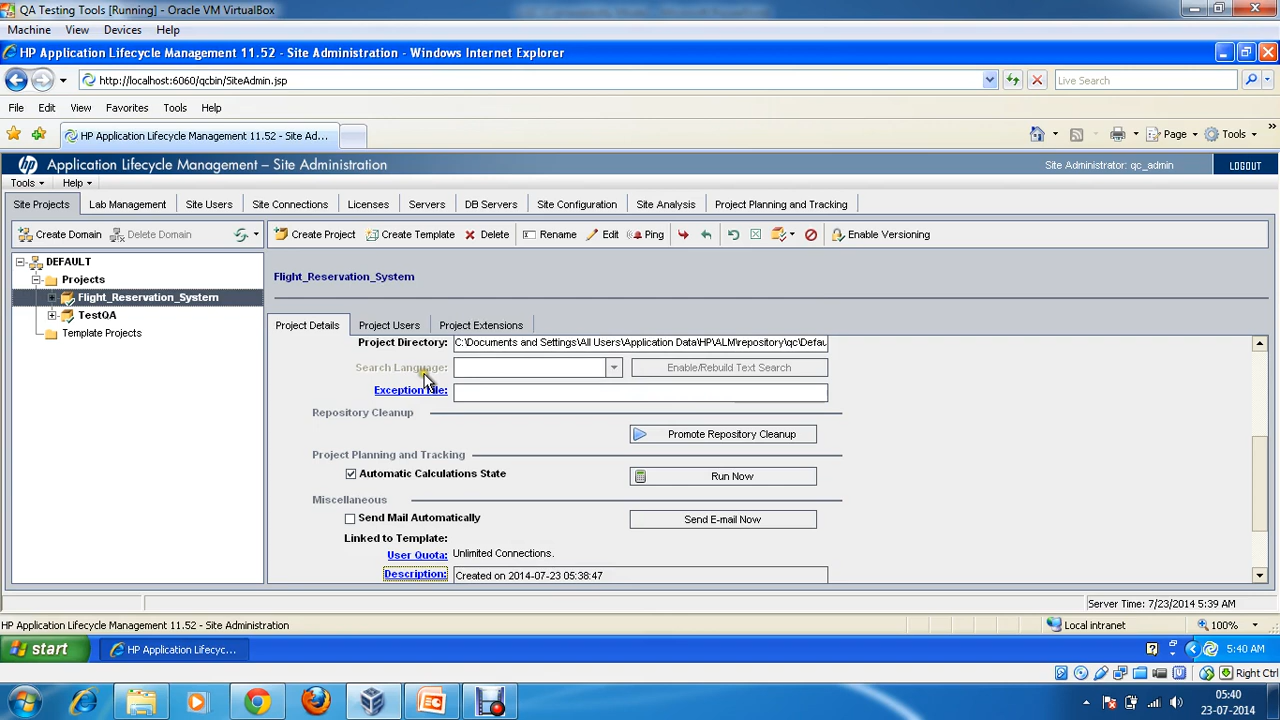 QA Testing Tools [Running] - Oracle VM VirtualBox
Machine View Devices Help
HP Application Lifecycle Management 11.52 - Site Administration - Windows Internet Explorer
http://localhost:6060/qcbin/SiteAdmin.jsp
Live Search
File Edit View Favorites Tools Help
HP Application Lifecycle Management 11.52 - Site Ad...
Page Tools
hp Application Lifecycle Management – Site Administration
Site Administrator: qc_admin
LOGOUT
Tools Help
Site Projects Lab Management Site Users Site Connections Licenses Servers DB Servers Site Configuration Site Analysis Project Planning and Tracking
Create Domain Delete Domain
Create Project Create Template Delete Rename Edit Ping Enable Versioning
DEFAULT
Projects
Flight_Reservation_System
TestQA
Template Projects
Flight_Reservation_System
Project Details Project Users Project Extensions
Project Directory: C:\Documents and Settings\All Users\Application Data\HP\ALM\repository\qc\Defau
Search Language: Enable/Rebuild Text Search
Exception File:
Repository Cleanup
Promote Repository Cleanup
Project Planning and Tracking
Automatic Calculations State Run Now
Miscellaneous
Send Mail Automatically Send E-mail Now
Linked to Template:
User Quota: Unlimited Connections.
Description: Created on 2014-07-23 05:38:47
Server Time: 7/23/2014 5:39 AM
HP Application Lifecycle Management 11.52 - Site Administration
Local intranet 100%
start HP Application Lifecyc... 5:40 AM
Right Ctrl
05:40
23-07-2014